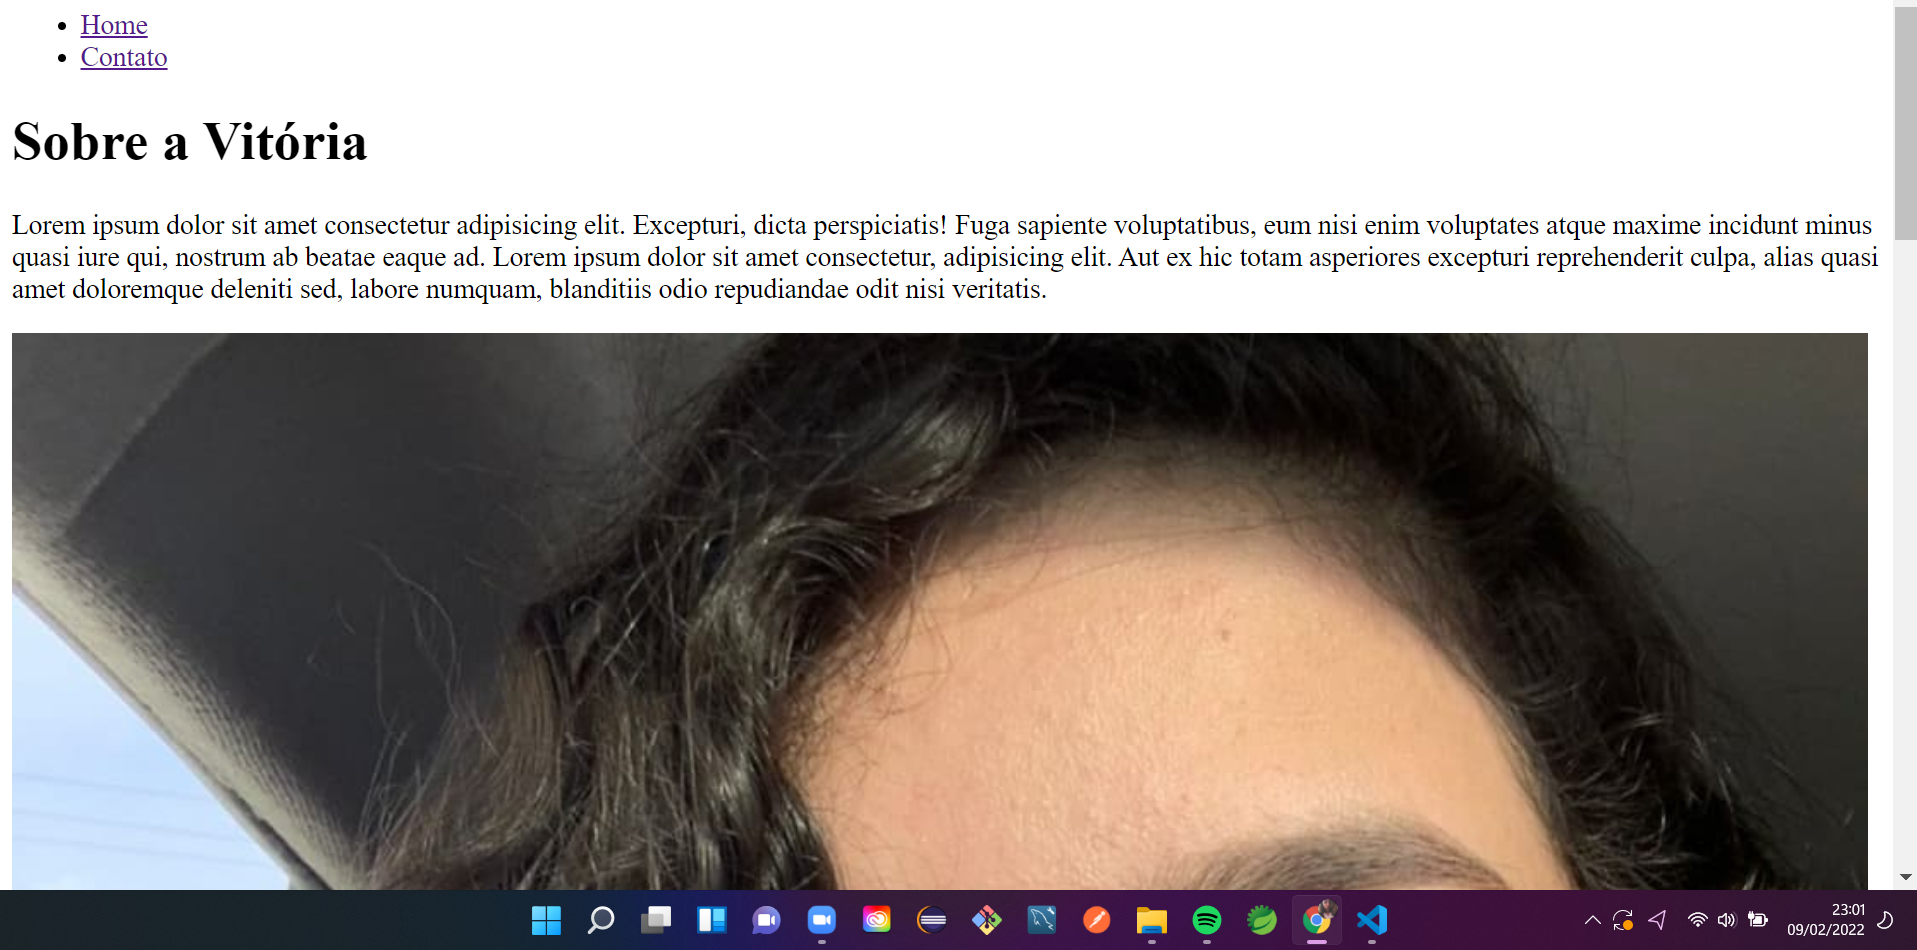 Home
Contato
Sobre a Vitória
Lorem ipsum dolor sit amet consectetur adipisicing elit. Excepturi, dicta perspiciatis! Fuga sapiente voluptatibus, eum nisi enim voluptates atque maxime incidunt minus
quasi iure qui, nostrum ab beatae eaque ad. Lorem ipsum dolor sit amet consectetur, adipisicing elit. Aut ex hic totam asperiores excepturi reprehenderit culpa, alias quasi
amet doloremque deleniti sed, labore numquam, blanditiis odio repudiandae odit nisi veritatis.
23:01
09/02/2022